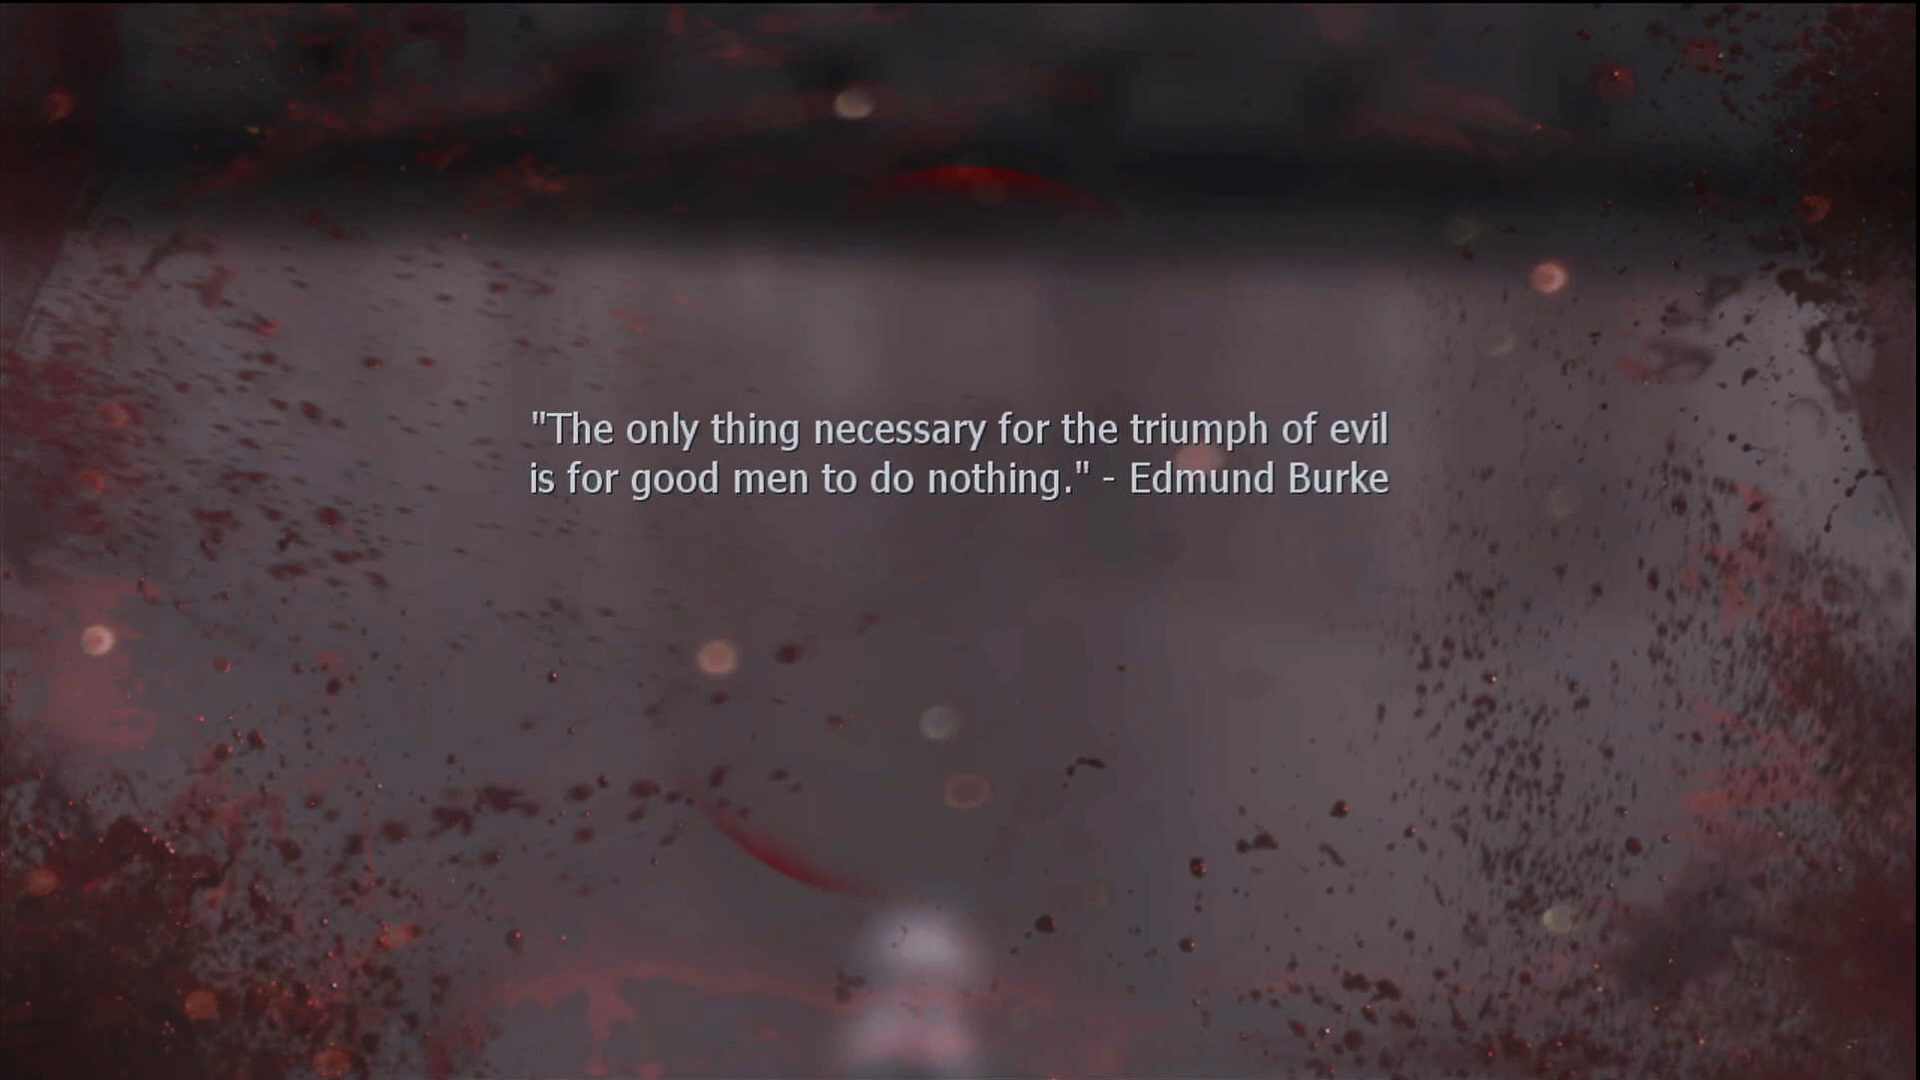 "The only thing necessary for the triumph of evil
is for good men to do nothing." - Edmund Burke